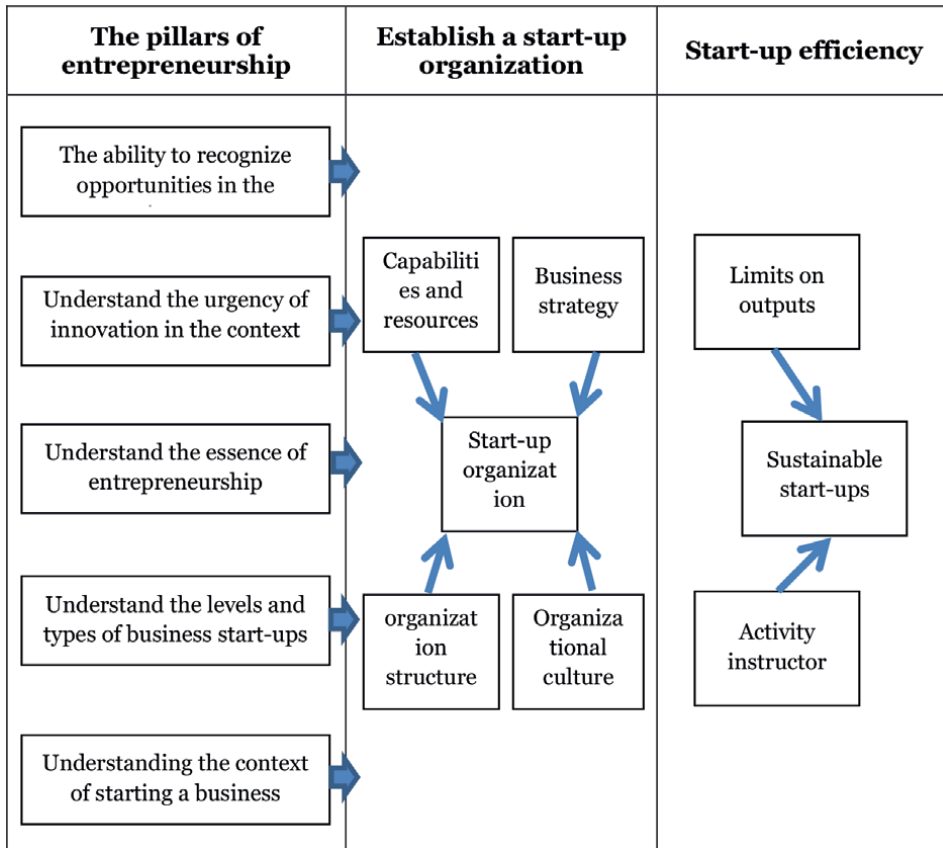 The pillars of
entrepreneurship
Establish a start-up
organization
Start-up efficiency
The ability to recognize
opportunities in the
Understand the urgency of
innovation in the context
Understand the essence of
entrepreneurship
Understand the levels and
types of business start-ups
Understanding the context
of starting a business
Capabiliti
es and
resources
Business
strategy
Start-up
organizat
ion
organizat
ion
structure
Organiza
tional
culture
Limits on
outputs
Sustainable
start-ups
Activity
instructor